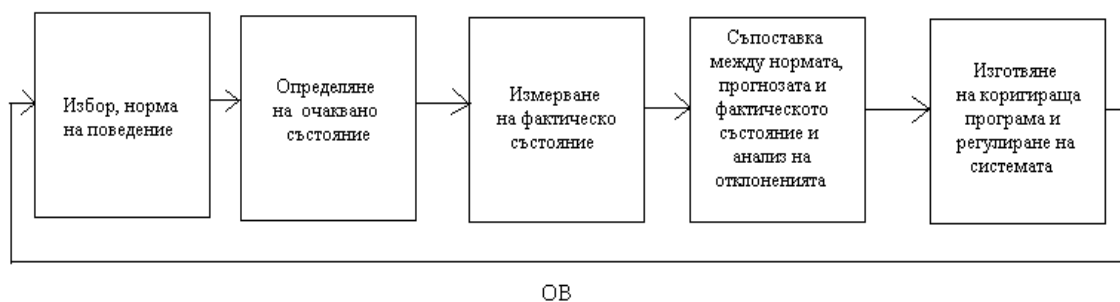 Избор, норма
на поведение
Определяне
на очаквано
състояние
Измерване
на фактическо
състояние
Съпоставка
между нормата,
прогнозата и
фактическото
състояние и
анализ на
отклоненията
Изготвяне
на коригираща
програма и
регулиране на
системата
ОВ